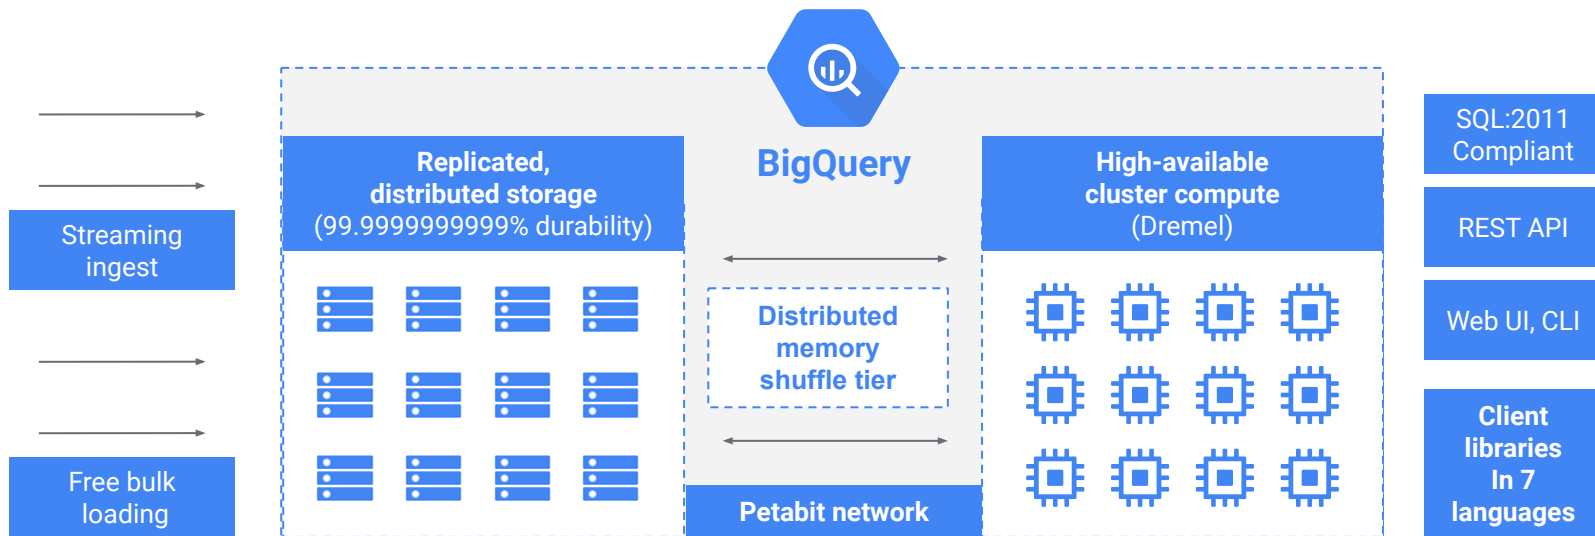 Streaming
ingest
Free bulk
loading
Replicated,
distributed storage
(99.9999999999% durability)
BigQuery
Distributed
memory
shuffle tier
Petabit network
High-available
cluster compute
(Dremel)
SQL:2011
Compliant
REST API
Web UI, CLI
Client
libraries
In 7
languages